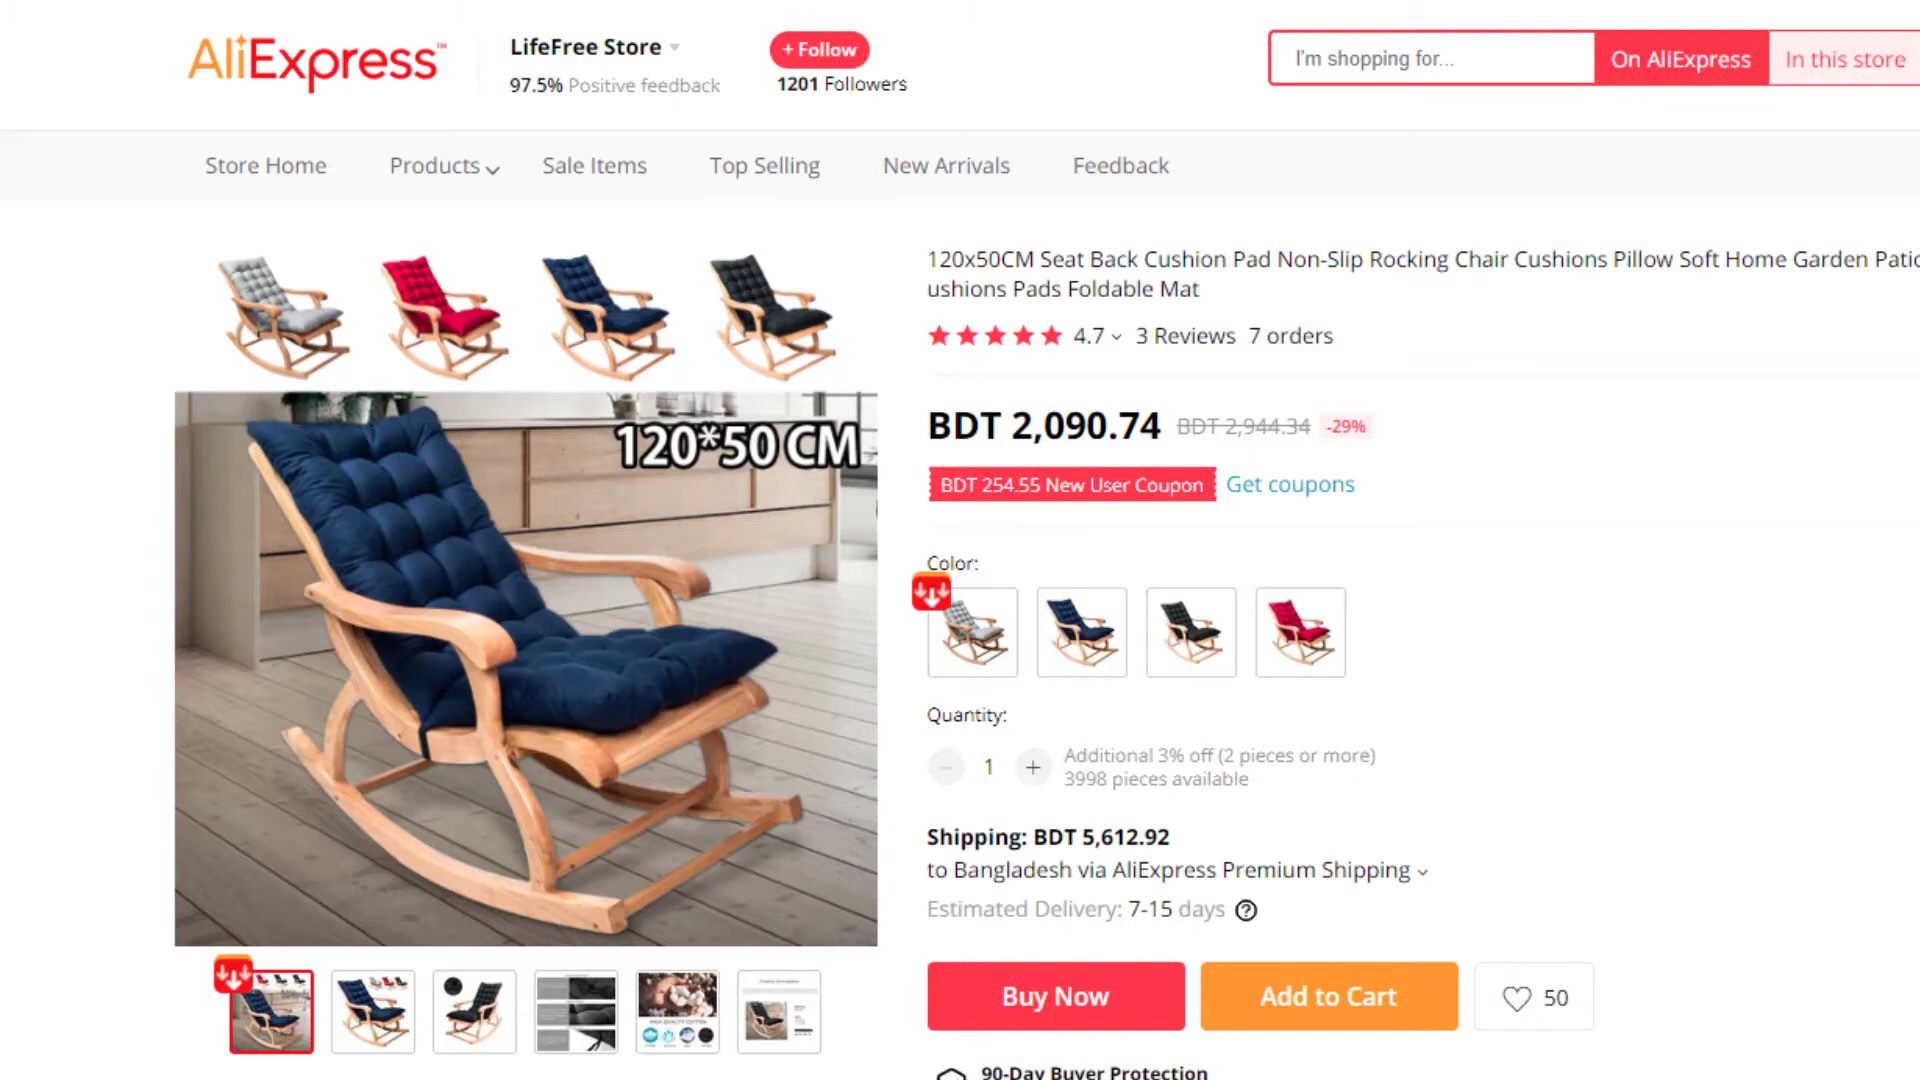 AliExpress™
LifeFree Store
97.5% Positive feedback
+ Follow
1201 Followers
I'm shopping for...
On AliExpress
In this store
Store Home
Products
Sale Items
Top Selling
New Arrivals
Feedback
120*50 CM
120x50CM Seat Back Cushion Pad Non-Slip Rocking Chair Cushions Pillow Soft Home Garden
ushions Pads Foldable Mat
4.7
3 Reviews
7 orders
BDT 2,090.74
BDT 2,944.34
-29%
BDT 254.55 New User Coupon
Get coupons
Color:
Quantity:
1
Additional 3% off (2 pieces or more)
3998 pieces available
Shipping: BDT 5,612.92
to Bangladesh via AliExpress Premium Shipping
Estimated Delivery: 7-15 days
Buy Now
Add to Cart
50
90-Day Buyer Protection